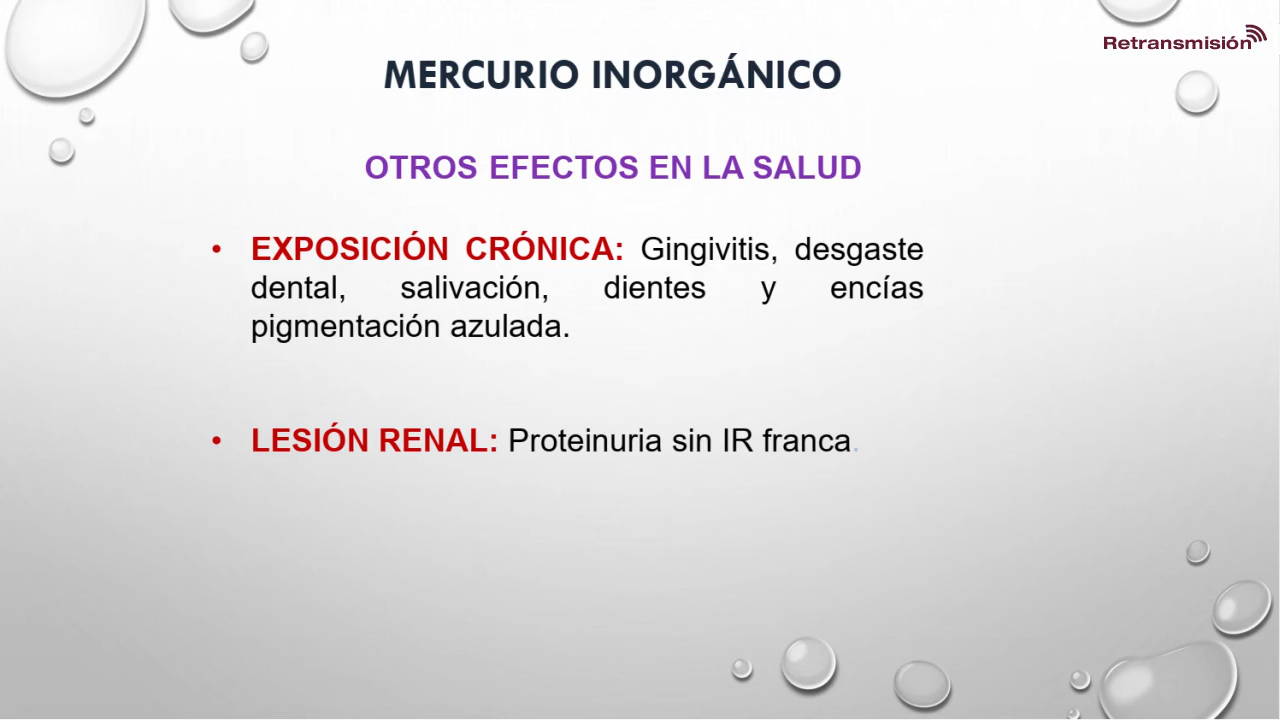 Retransmisión
MERCURIO INORGÁNICO
OTROS EFECTOS EN LA SALUD
• EXPOSICIÓN CRÓNICA: Gingivitis, desgaste
dental, salivación, dientes y encías
pigmentación azulada.
• LESIÓN RENAL: Proteinuria sin IR franca.